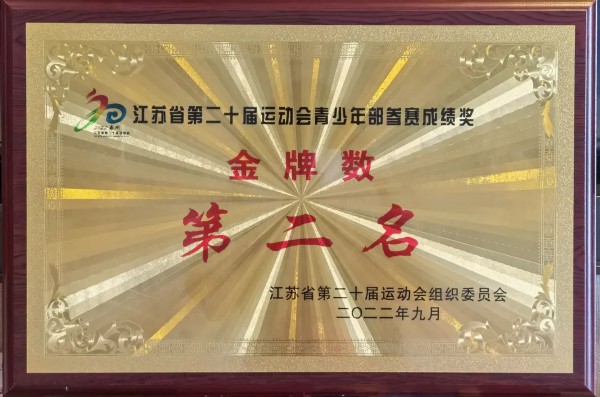 江苏省第二十届运动会青少年部参赛成绩奖
金牌数
第二名
江苏省第二十届运动会组织委员会
二〇二二年九月